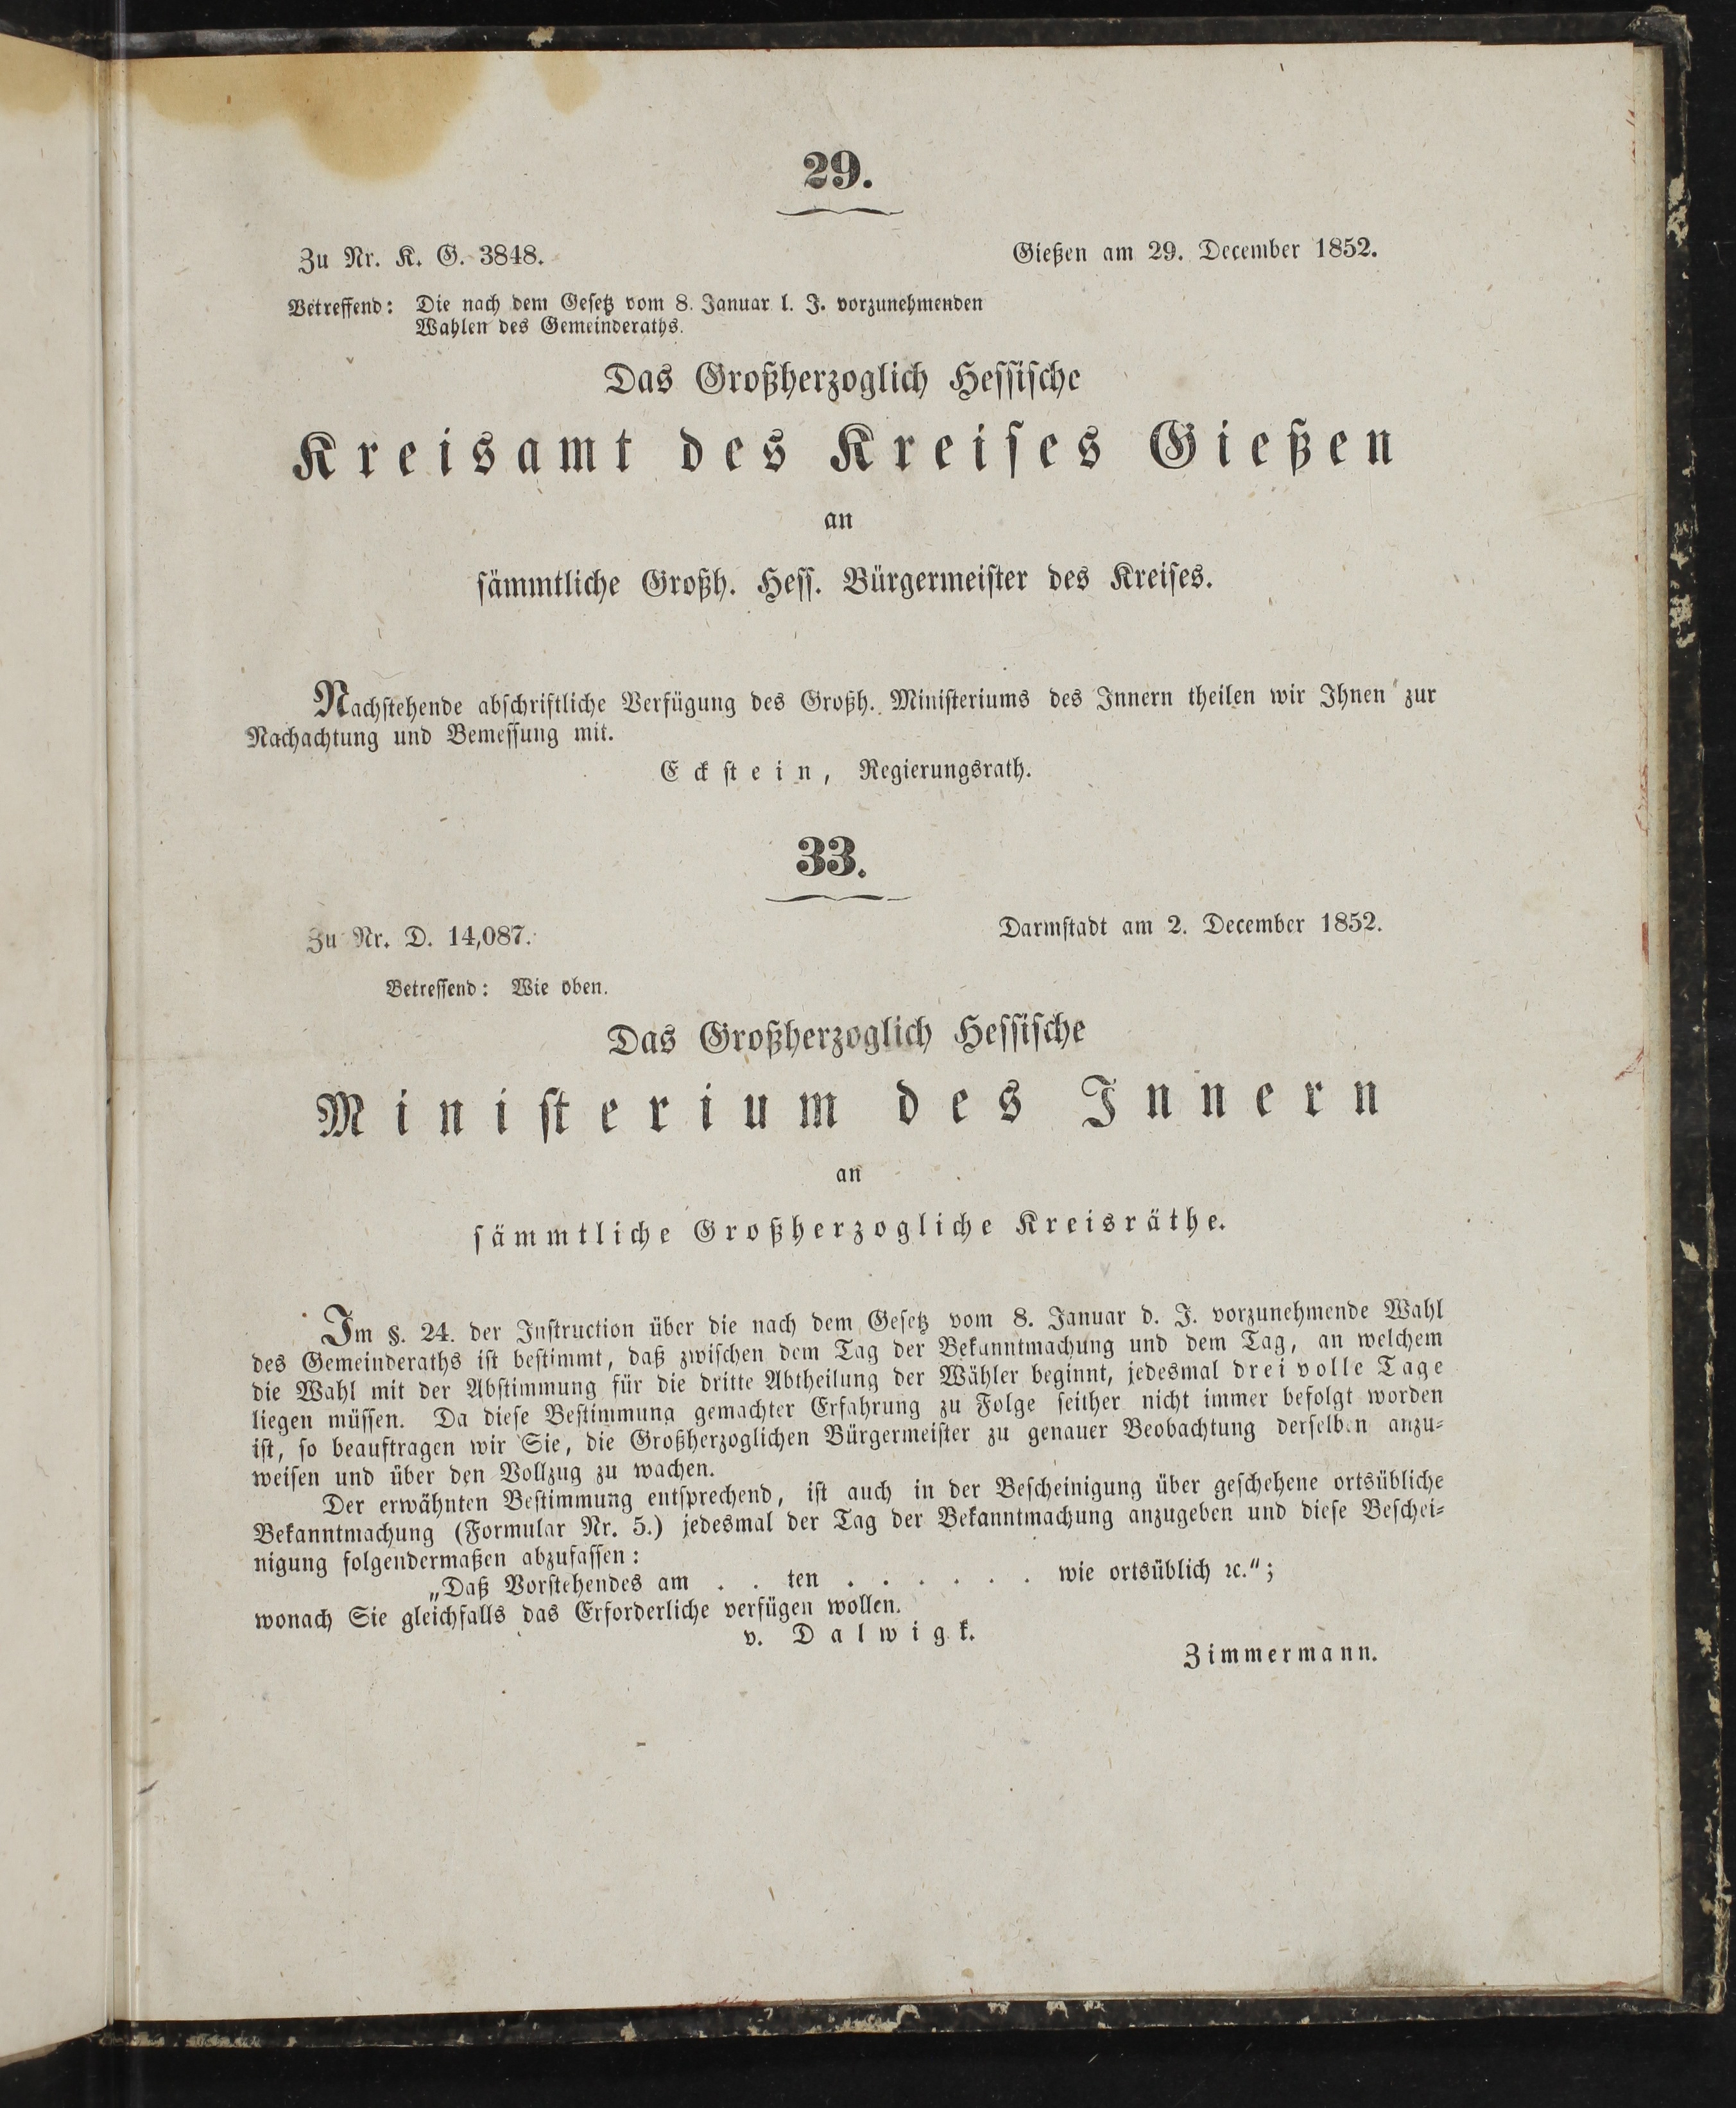 29.
Zu Nr. K. G. 3848.
Gießen am 29. December 1852.
Betreffend: Die nach dem Gesetz vom 8. Januar l. J. vorzunehmenden
Wahlen des Gemeinderaths.
Das Großherzoglich Hessische
Kreisamt des Kreises Gießen
an
sämmtliche Großh. Hess. Bürgermeister des Kreises.
Nachstehende abschriftliche Verfügung des Großh. Ministeriums des Innern theilen wir Ihnen zur
Nachachtung und Bemessung mit.
Eckstein, Regierungsrath.
33.
Zu Nr. D. 14,087.
Darmstadt am 2. December 1852.
Betreffend: Wie oben.
Das Großherzoglich Hessische
Ministerium des Innern
an
sämmtliche Großherzogliche Kreisräthe.
Im §. 24. der Instruction über die nach dem Gesetz vom 8. Januar d. J. vorzunehmende Wahl
des Gemeinderaths ist bestimmt, daß zwischen dem Tag der Bekanntmachung und dem Tag, an welchem
die Wahl mit der Abstimmung für die dritte Abtheilung der Wähler beginnt, jedesmal drei volle Tage
liegen müssen. Da diese Bestimmung gemachter Erfahrung zu Folge seither nicht immer befolgt worden
ist, so beauftragen wir Sie, die Großherzoglichen Bürgermeister zu genauer Beobachtung derselben anzu-
weisen und über den Vollzug zu wachen.
Der erwähnten Bestimmung entsprechend, ist auch in der Bescheinigung über geschehene ortsübliche
Bekanntmachung (Formular Nr. 5.) jedesmal der Tag der Bekanntmachung anzugeben und diese Beschei-
nigung folgendermaßen abzufassen:
„Daß Vorstehendes am . . ten . . . . . . wie ortsüblich ꝛc.“;
wonach Sie gleichfalls das Erforderliche verfügen wollen.
v. Dalwigk.
Zimmermann.